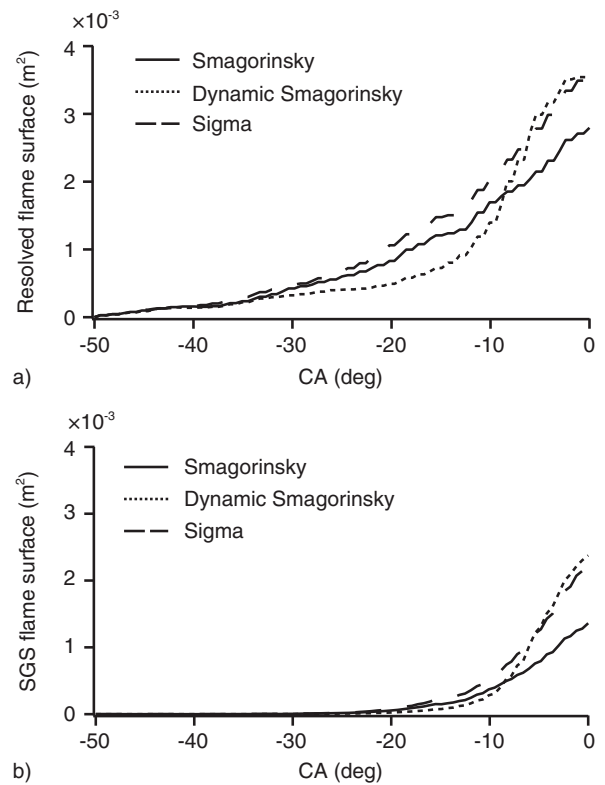 ×10⁻³
4
3
2
1
0
Resolved flame surface (m²)
Smagorinsky
Dynamic Smagorinsky
Sigma
-50 -40 -30 -20 -10 0
CA (deg)
a)
×10⁻³
4
3
2
1
0
SGS flame surface (m²)
Smagorinsky
Dynamic Smagorinsky
Sigma
-50 -40 -30 -20 -10 0
CA (deg)
b)